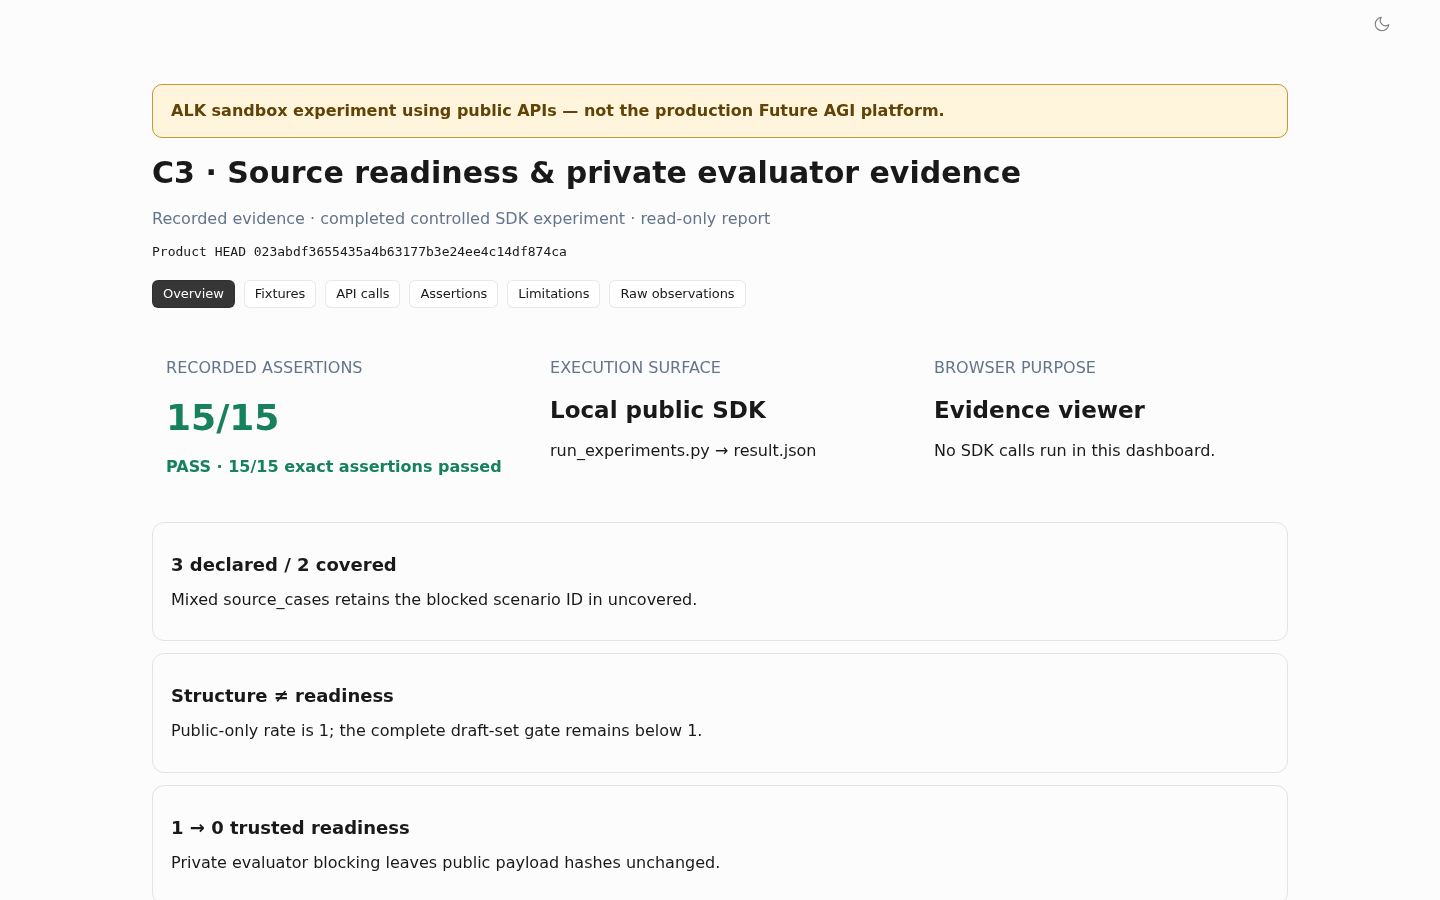 ALK sandbox experiment using public APIs — not the production Future AGI platform.
C3 · Source readiness & private evaluator evidence
Recorded evidence · completed controlled SDK experiment · read-only report
Product HEAD 023abdf3655435a4b63177b3e24ee4c14df874ca
Overview
Fixtures
API calls
Assertions
Limitations
Raw observations
RECORDED ASSERTIONS
15/15
PASS · 15/15 exact assertions passed
EXECUTION SURFACE
Local public SDK
run_experiments.py → result.json
BROWSER PURPOSE
Evidence viewer
No SDK calls run in this dashboard.
3 declared / 2 covered
Mixed source_cases retains the blocked scenario ID in uncovered.
Structure ≠ readiness
Public-only rate is 1; the complete draft-set gate remains below 1.
1 → 0 trusted readiness
Private evaluator blocking leaves public payload hashes unchanged.